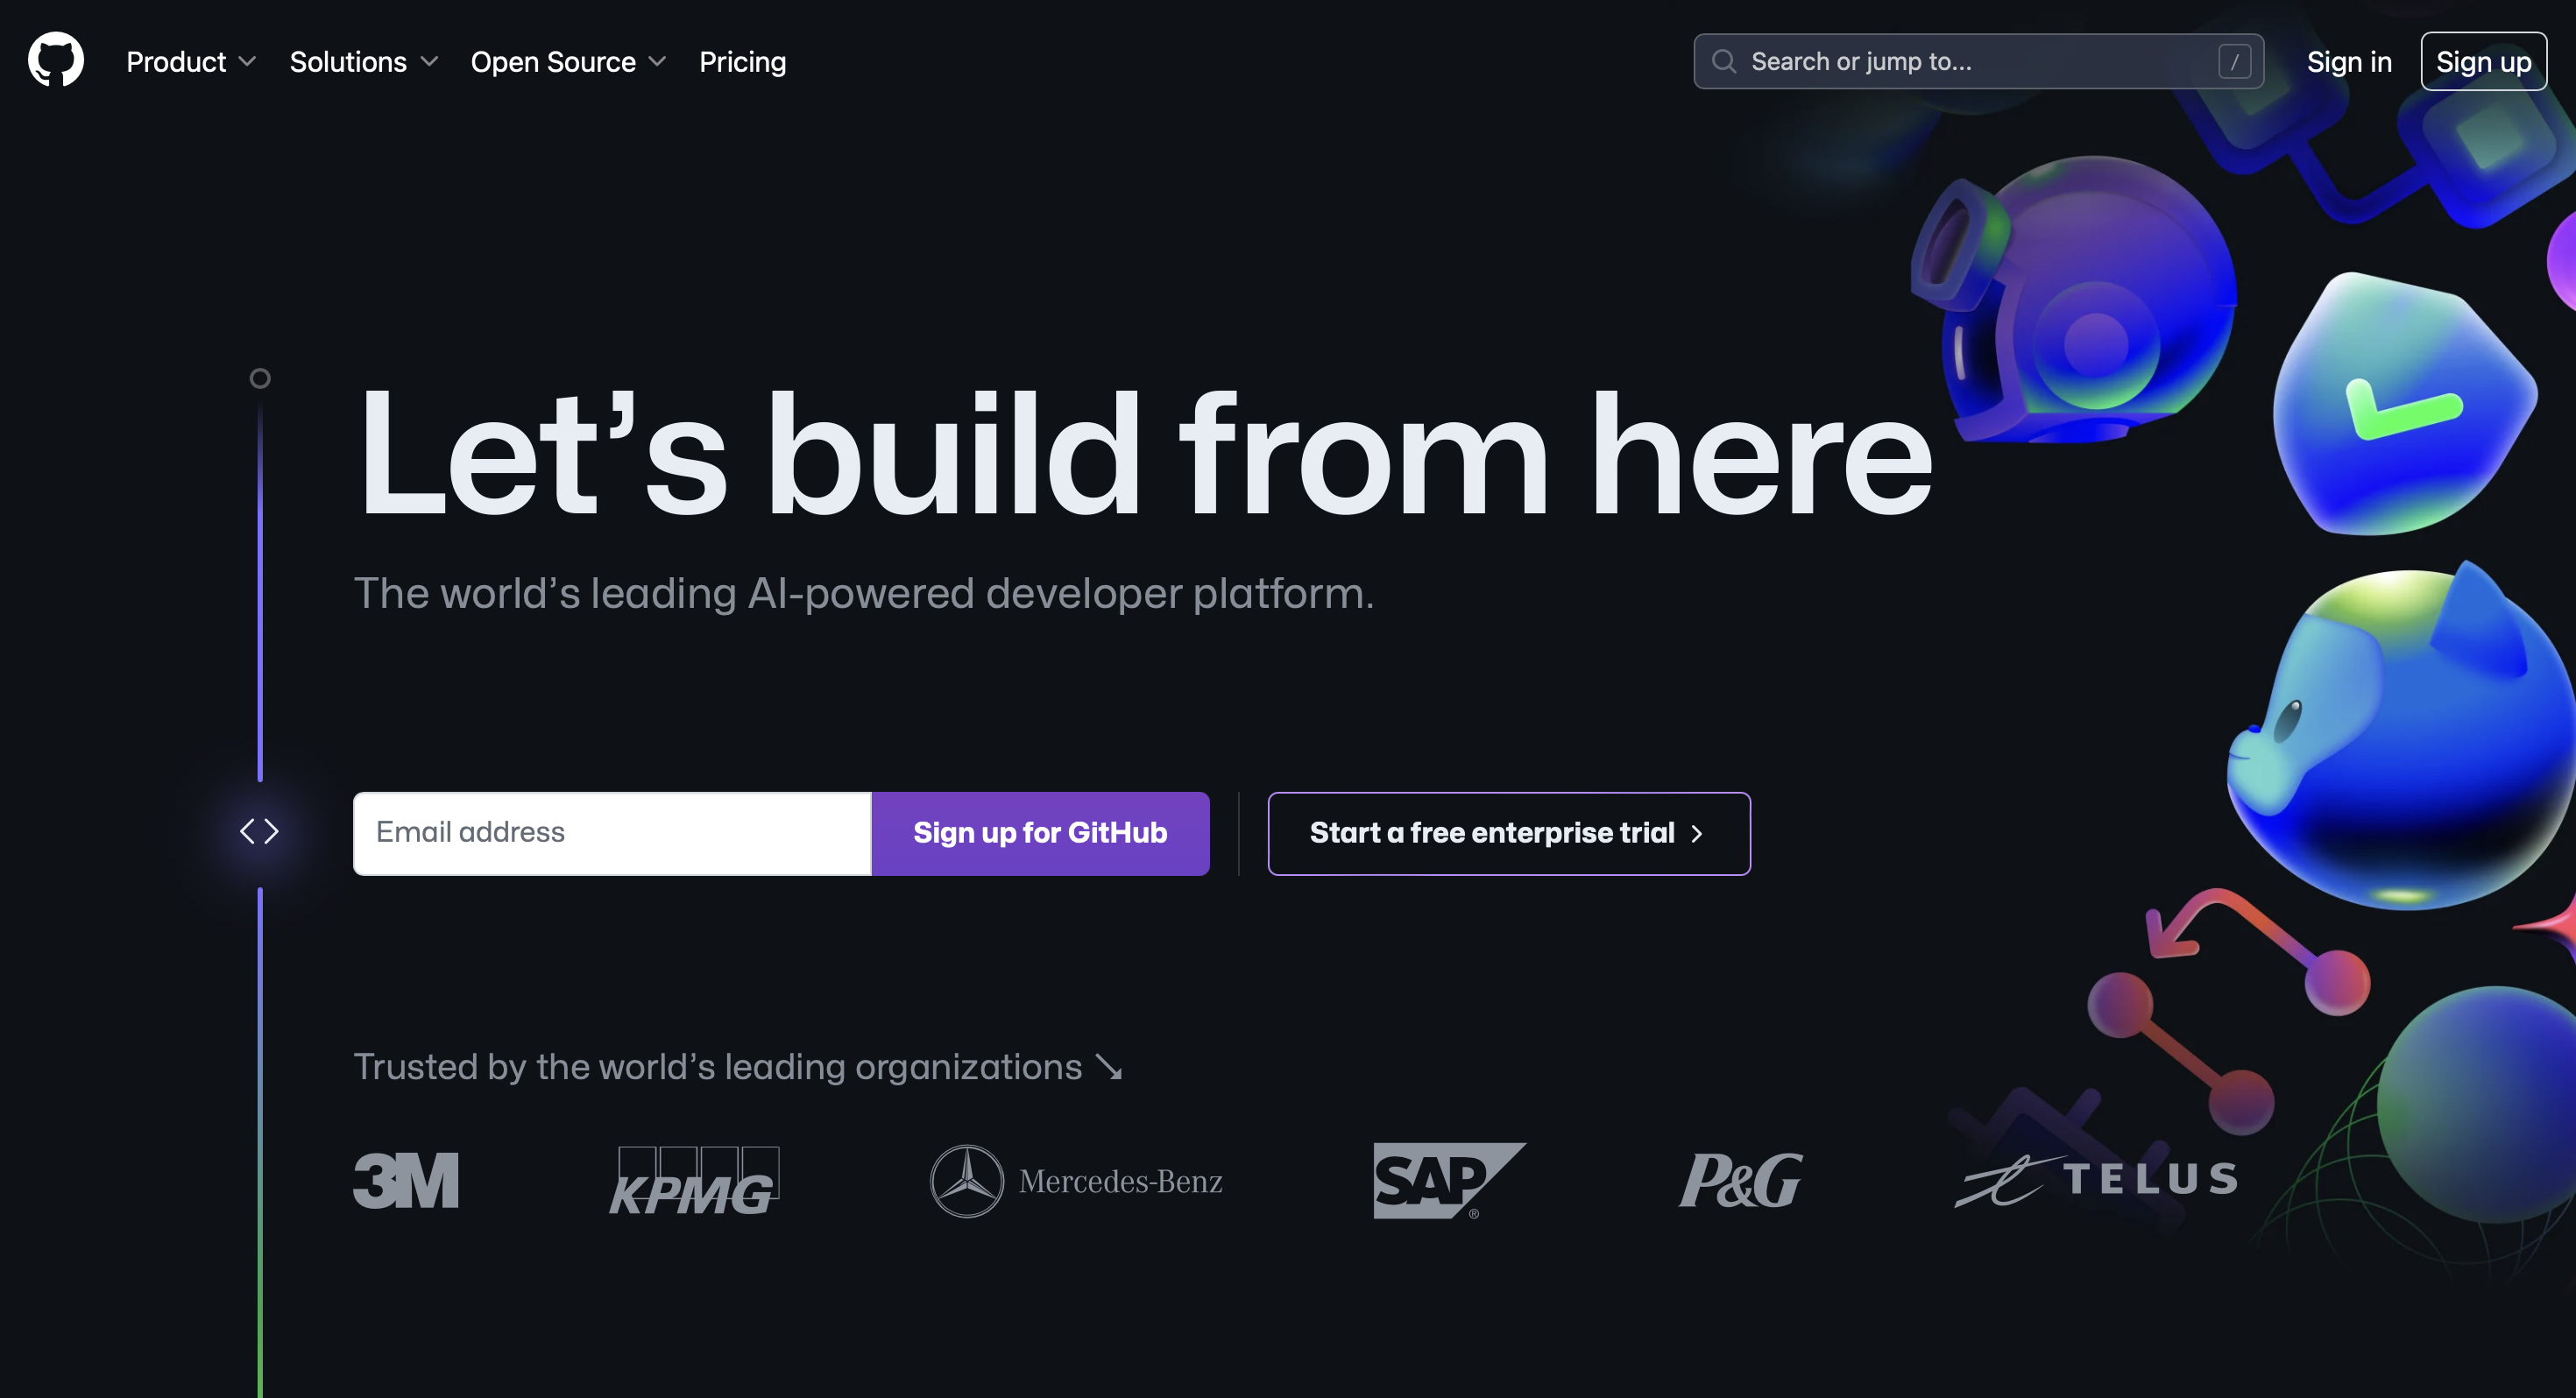 Product Solutions Open Source Pricing Search or jump to... / Sign in Sign up
Let’s build from here
The world’s leading AI-powered developer platform.
Email address Sign up for GitHub Start a free enterprise trial
Trusted by the world’s leading organizations
3M KPMG Mercedes-Benz SAP® P&G TELUS